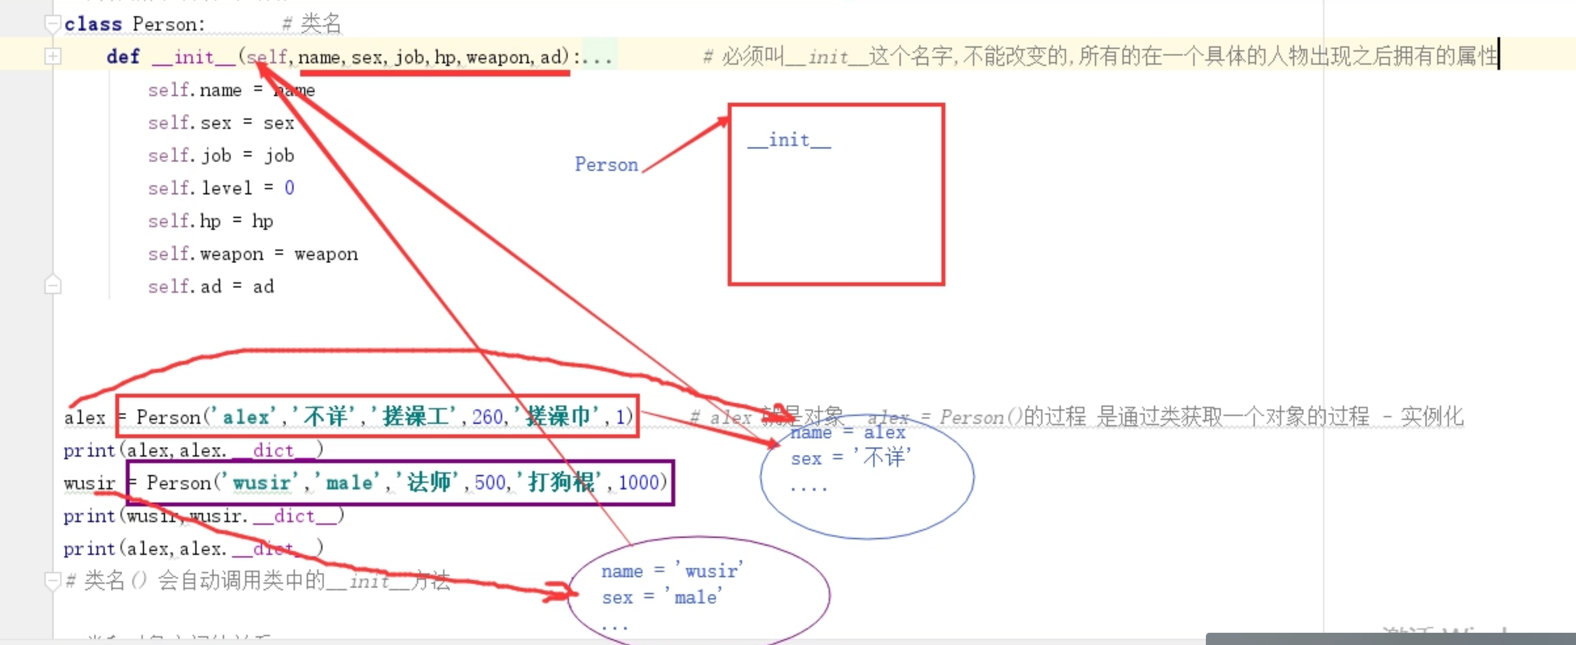 class Person:        # 类名
def __init__(self,name,sex,job,hp,weapon,ad):...        # 必须叫__init__这个名字,不能改变的,所有的在一个具体的人物出现之后拥有的属性
self.name = name
self.sex = sex
self.job = job
self.level = 0
self.hp = hp
self.weapon = weapon
self.ad = ad
__init__
Person
alex = Person('alex','不详','搓澡工',260,'搓澡巾',1)        # alex 就是对象   alex = Person()的过程 是通过类获取一个对象的过程 - 实例化
print(alex,alex.__dict__)
wusir = Person('wusir','male','法师',500,'打狗棍',1000)
print(wusir,wusir.__dict__)
print(alex,alex.__dict__)
# 类名() 会自动调用类中的__init__方法
name = alex
sex = '不详'
....
name = 'wusir'
sex = 'male'
...